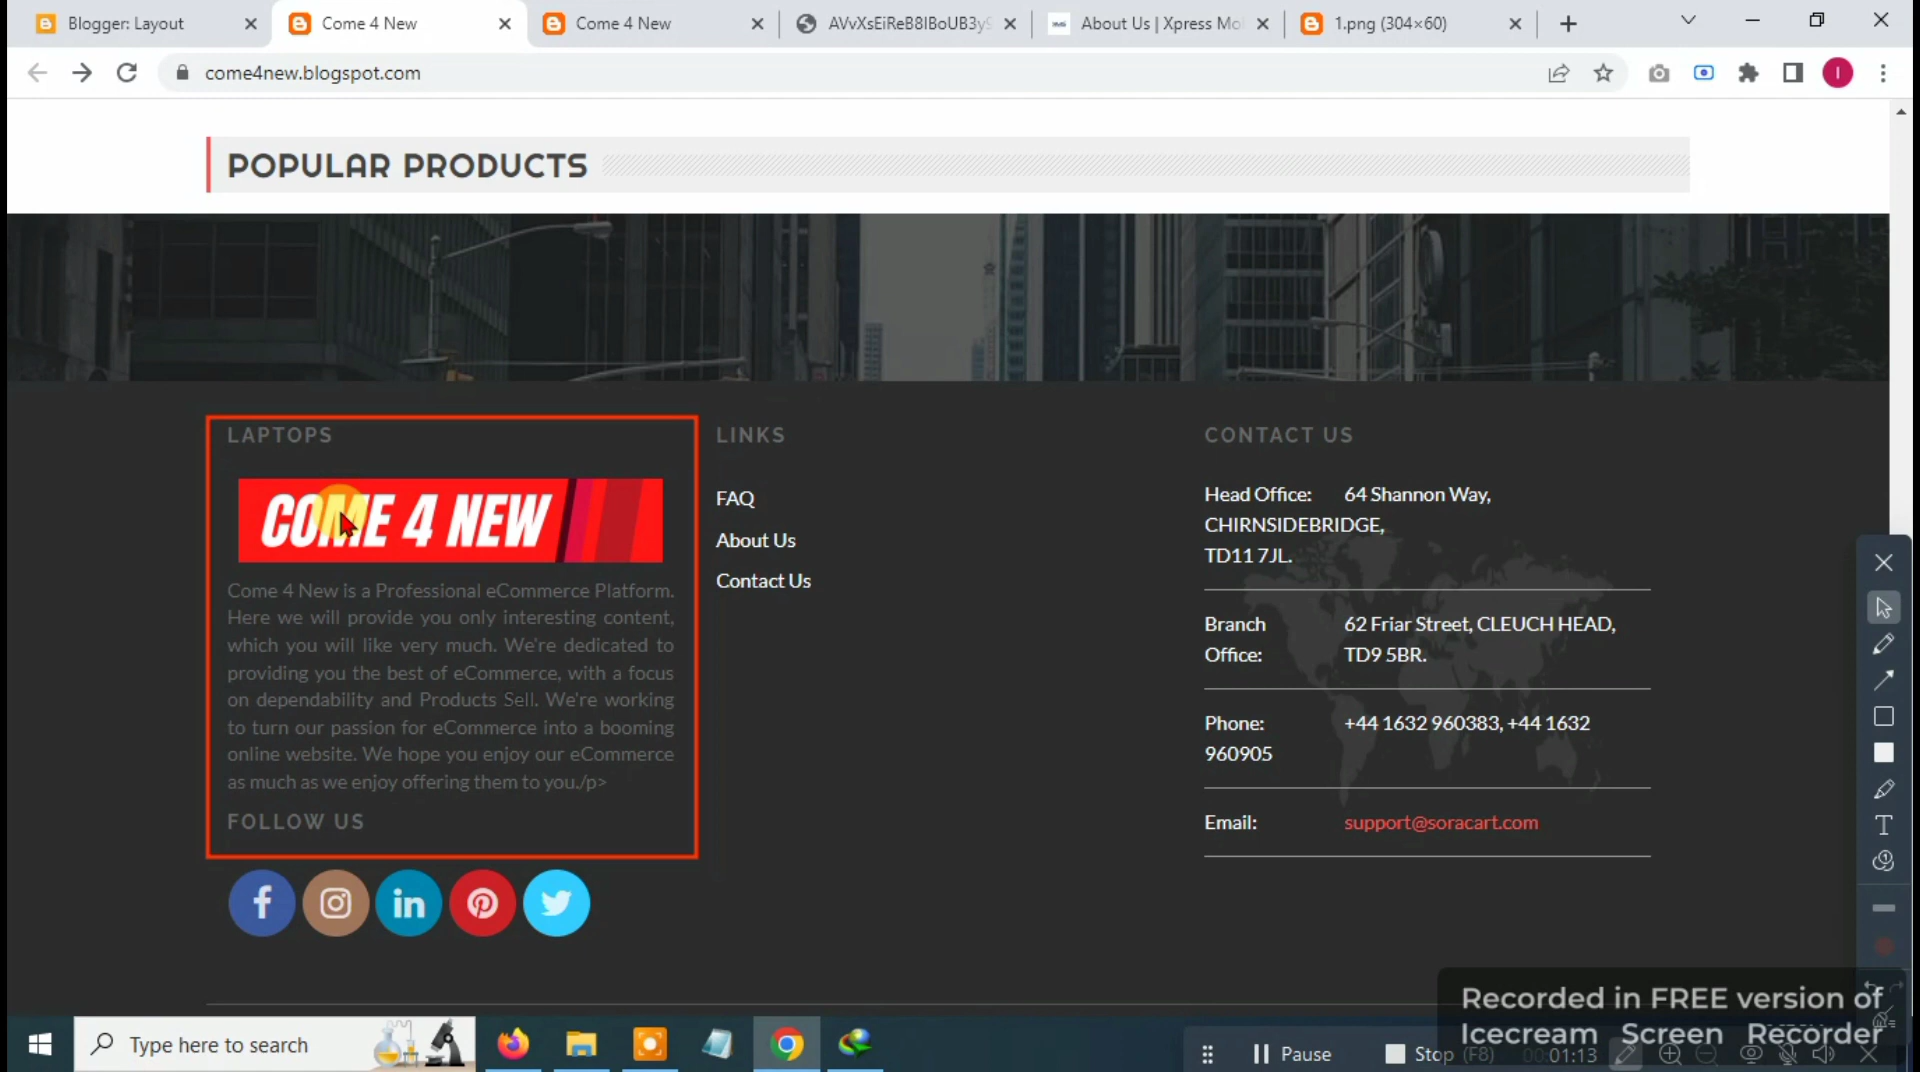 Blogger: Layout
Come 4 New
Come 4 New
AVvXsEiReB8IBoUB3y9
About Us | Xpress Mo
1.png (304×60)
come4new.blogspot.com
I
POPULAR PRODUCTS
LAPTOPS
COME 4 NEW
Come 4 New is a Professional eCommerce Platform.
Here we will provide you only interesting content,
which you will like very much. We're dedicated to
providing you the best of eCommerce, with a focus
on dependability and Products Sell. We're working
to turn our passion for eCommerce into a booming
online website. We hope you enjoy our eCommerce
as much as we enjoy offering them to you./p>
FOLLOW US
LINKS
FAQ
About Us
Contact Us
CONTACT US
Head Office: 64 Shannon Way,
CHIRNSIDEBRIDGE,
TD11 7JL.
Branch 62 Friar Street, CLEUCH HEAD,
Office: TD9 5BR.
Phone: +44 1632 960383, +44 1632
960905
Email: support@soracart.com
Recorded in FREE version of
Icecream Screen Recorder
Type here to search
Pause
Stop (F8)
00:01:13